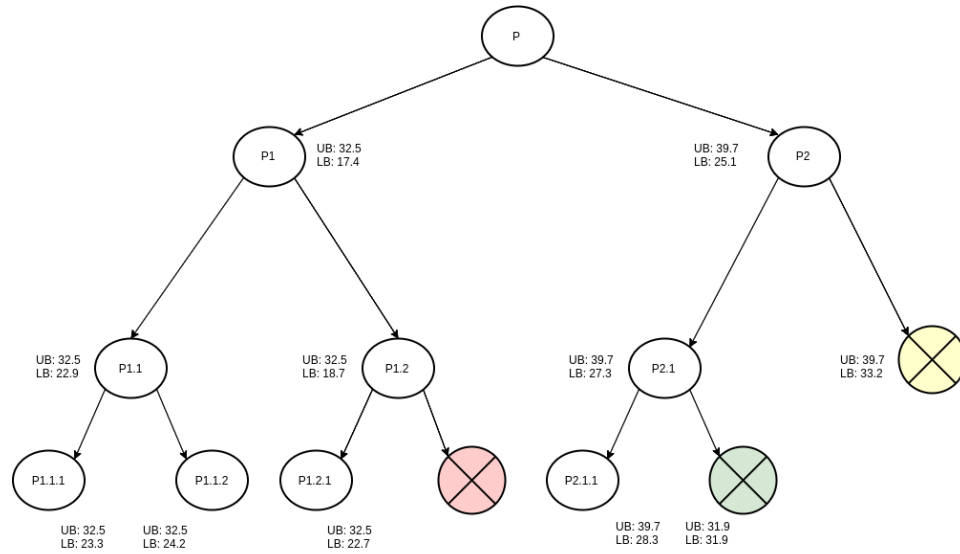 P
P1
UB: 32.5
LB: 17.4
UB: 39.7
LB: 25.1
P2
UB: 32.5
LB: 22.9
P1.1
UB: 32.5
LB: 18.7
P1.2
UB: 39.7
LB: 27.3
P2.1
UB: 39.7
LB: 33.2
P1.1.1
P1.1.2
P1.2.1
P2.1.1
UB: 32.5
LB: 23.3
UB: 32.5
LB: 24.2
UB: 32.5
LB: 22.7
UB: 39.7
LB: 28.3
UB: 31.9
LB: 31.9